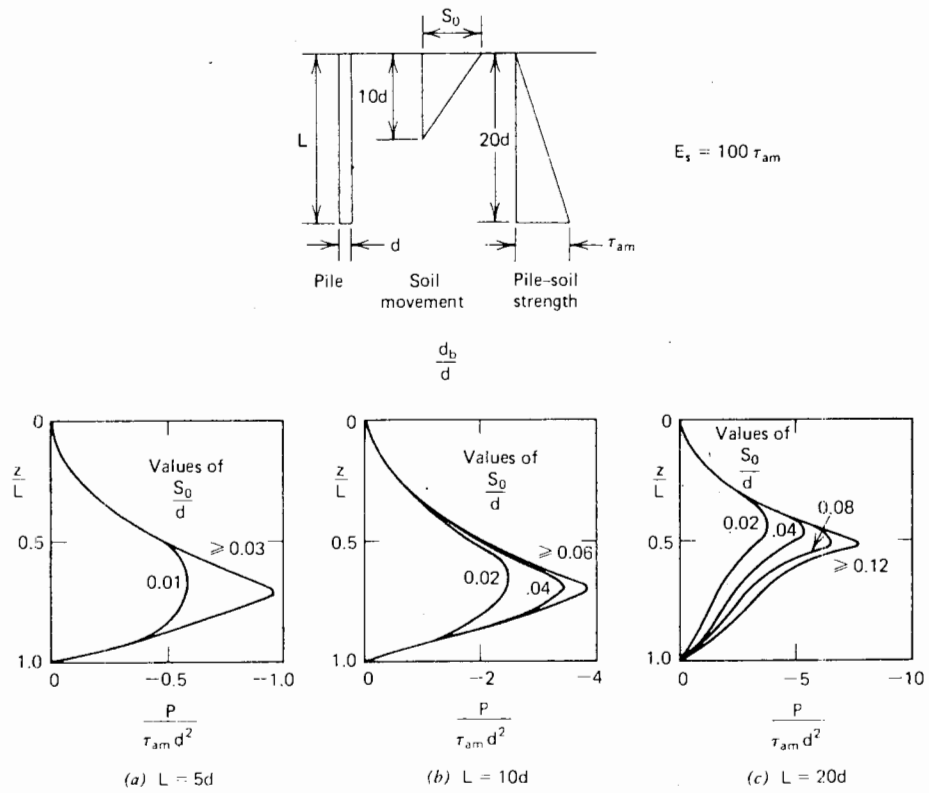 S₀
10d
L
20d
E_s = 100 τ_am
d
τ_am
Pile
Soil
movement
Pile–soil
strength
d_b
d
0
z
L
0.5
1.0
Values of
S₀
d
⩾ 0.03
0.01
0
−0.5
−1.0
P
τ_am d²
(a) L = 5d
0
z
L
0.5
1.0
Values of
S₀
d
⩾ 0.06
0.02
.04
0
−2
−4
P
τ_am d²
(b) L = 10d
0
z
L
0.5
1.0
Values of
S₀
d
0.02
.04
0.08
⩾ 0.12
0
−5
−10
P
τ_am d²
(c) L = 20d